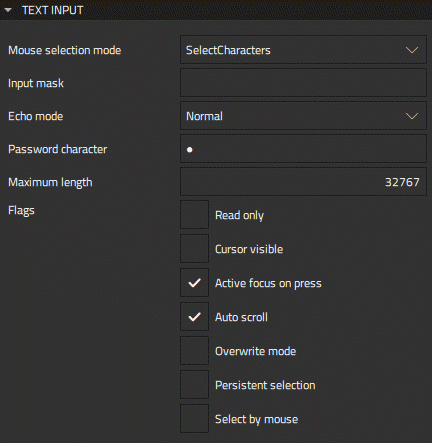 TEXT INPUT
Mouse selection mode SelectCharacters
Input mask
Echo mode Normal
Password character ●
Maximum length 32767
Flags Read only
Cursor visible
Active focus on press
Auto scroll
Overwrite mode
Persistent selection
Select by mouse